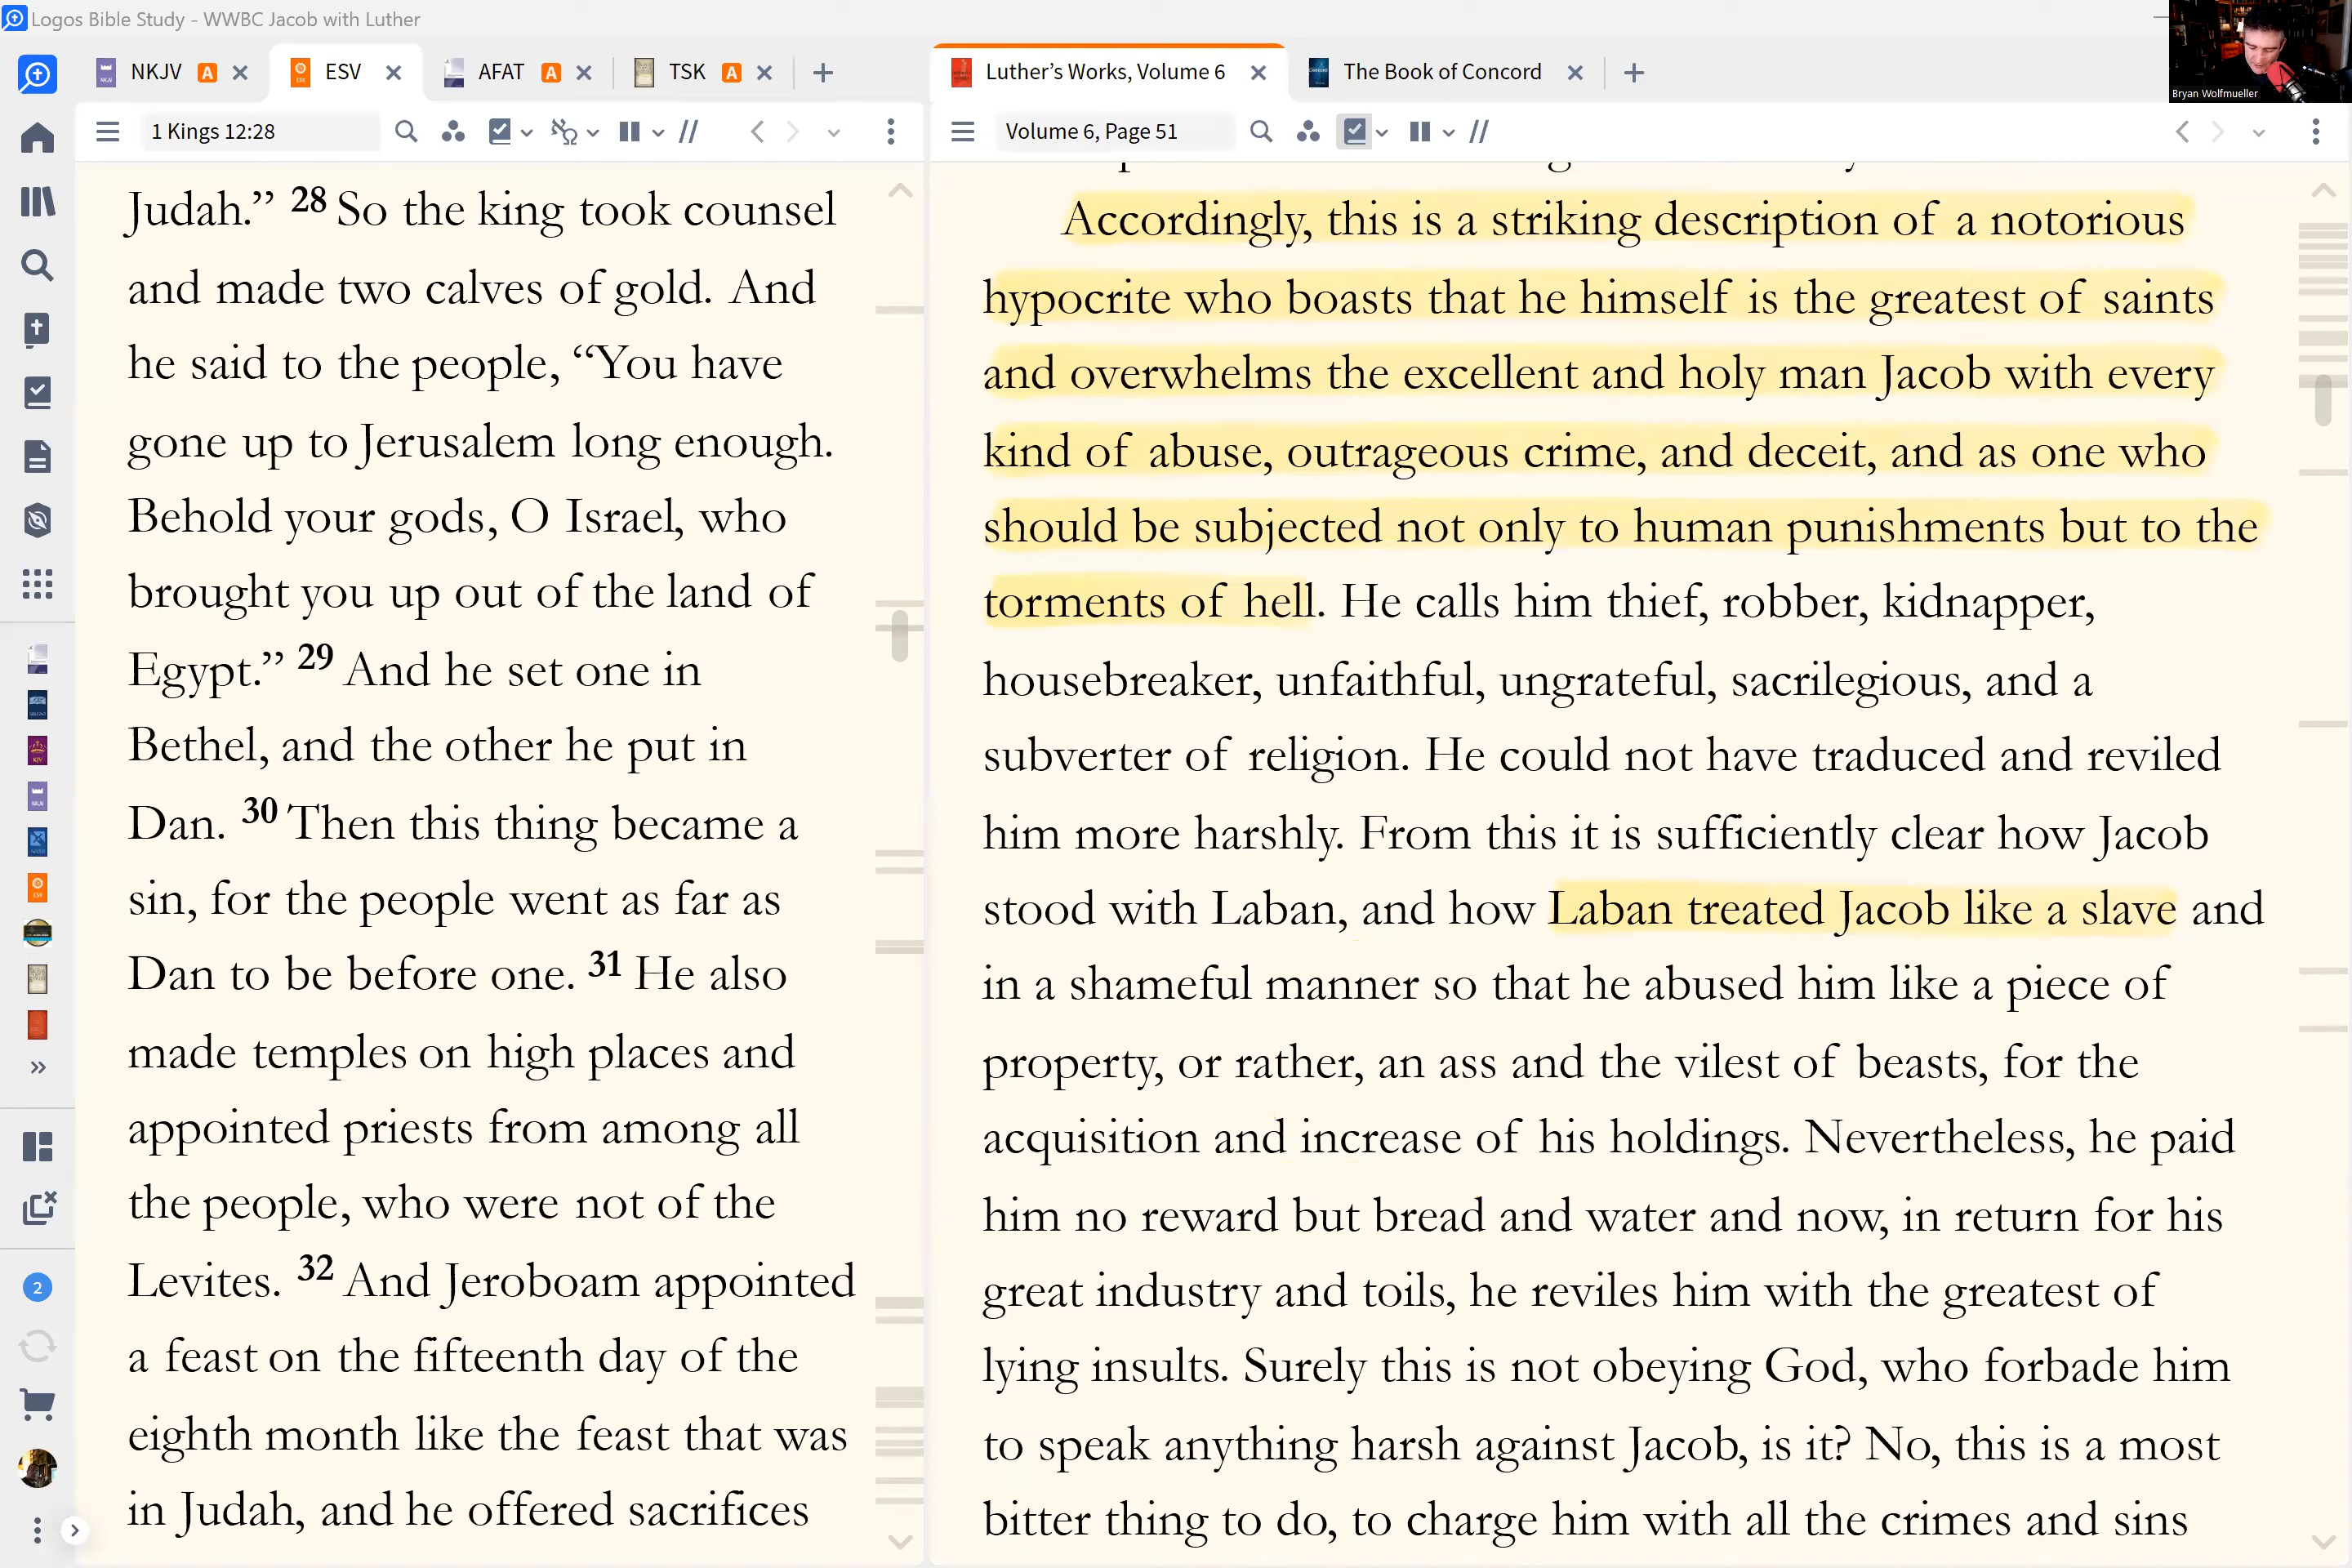 Logos Bible Study - WWBC Jacob with Luther
NKJV A
ESV
AFAT A
TSK A
Luther's Works, Volume 6
The Book of Concord
Bryan Wolfmueller
1 Kings 12:28
Volume 6, Page 51
Judah.” 28 So the king took counsel
and made two calves of gold. And
he said to the people, “You have
gone up to Jerusalem long enough.
Behold your gods, O Israel, who
brought you up out of the land of
Egypt.” 29 And he set one in
Bethel, and the other he put in
Dan. 30 Then this thing became a
sin, for the people went as far as
Dan to be before one. 31 He also
made temples on high places and
appointed priests from among all
the people, who were not of the
Levites. 32 And Jeroboam appointed
a feast on the fifteenth day of the
eighth month like the feast that was
in Judah, and he offered sacrifices
Accordingly, this is a striking description of a notorious
hypocrite who boasts that he himself is the greatest of saints
and overwhelms the excellent and holy man Jacob with every
kind of abuse, outrageous crime, and deceit, and as one who
should be subjected not only to human punishments but to the
torments of hell. He calls him thief, robber, kidnapper,
housebreaker, unfaithful, ungrateful, sacrilegious, and a
subverter of religion. He could not have traduced and reviled
him more harshly. From this it is sufficiently clear how Jacob
stood with Laban, and how Laban treated Jacob like a slave and
in a shameful manner so that he abused him like a piece of
property, or rather, an ass and the vilest of beasts, for the
acquisition and increase of his holdings. Nevertheless, he paid
him no reward but bread and water and now, in return for his
great industry and toils, he reviles him with the greatest of
lying insults. Surely this is not obeying God, who forbade him
to speak anything harsh against Jacob, is it? No, this is a most
bitter thing to do, to charge him with all the crimes and sins
2